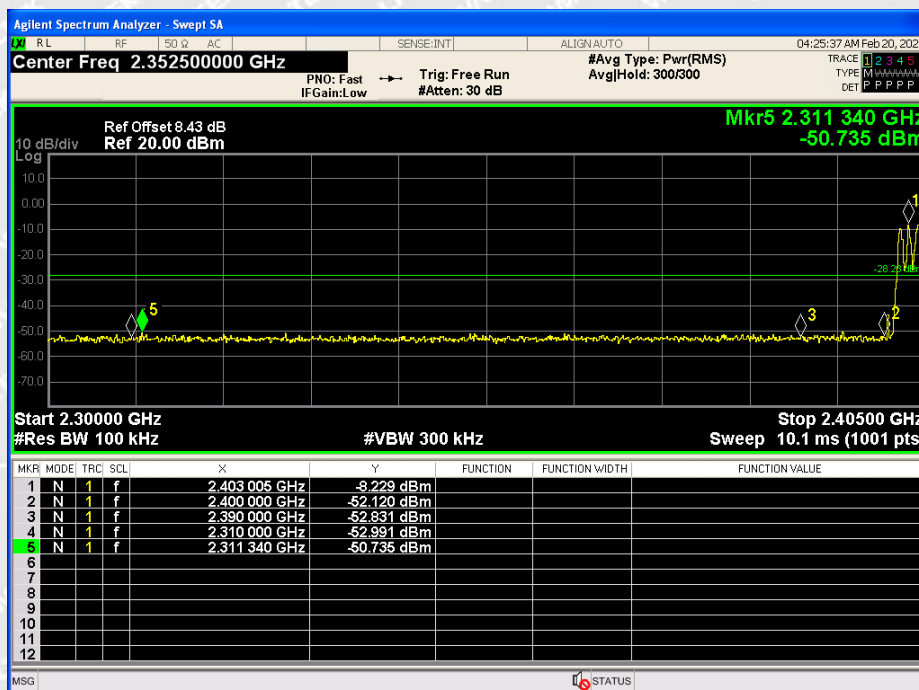 Agilent Spectrum Analyzer - Swept SA
LXI RL RF 50 Ω AC SENSE:INT ALIGN AUTO 04:25:37 AM Feb 20, 202
Center Freq 2.352500000 GHz
PNO: Fast
IFGain:Low
Trig: Free Run
#Atten: 30 dB
#Avg Type: Pwr(RMS)
Avg|Hold: 300/300
TRACE 1 2 3 4 5
TYPE M
DET P P P P P
Mkr5 2.311 340 GHz
-50.735 dBm
Ref Offset 8.43 dB
10 dB/div Ref 20.00 dBm
Log
10.0
0.00
-10.0
-20.0
-30.0
-40.0
-50.0
-60.0
-70.0
1
5
3
2
Start 2.30000 GHz
Stop 2.40500 GHz
#Res BW 100 kHz #VBW 300 kHz Sweep 10.1 ms (1001 pts
MKR MODE TRC SCL X Y FUNCTION FUNCTION WIDTH FUNCTION VALUE
1 N 1 f 2.403 005 GHz -8.229 dBm
2 N 1 f 2.400 000 GHz -52.120 dBm
3 N 1 f 2.390 000 GHz -52.831 dBm
4 N 1 f 2.310 000 GHz -52.991 dBm
5 N 1 f 2.311 340 GHz -50.735 dBm
6
7
8
9
10
11
12
MSG STATUS